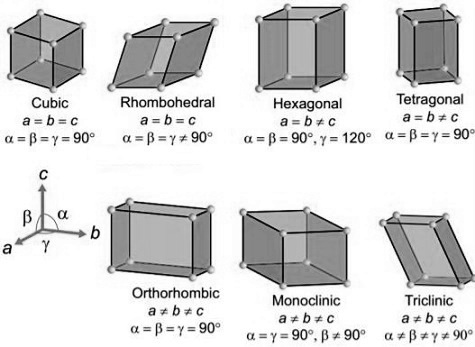 Cubic
a = b = c
α = β = γ = 90°
Rhombohedral
a = b = c
α = β = γ ≠ 90°
Hexagonal
a = b ≠ c
α = β = 90°, γ = 120°
Tetragonal
a = b ≠ c
α = β = γ = 90°
c
β
α
a
γ
b
Orthorhombic
a ≠ b ≠ c
α = β = γ = 90°
Monoclinic
a ≠ b ≠ c
α = γ = 90°, β ≠ 90°
Triclinic
a ≠ b ≠ c
α ≠ β ≠ γ ≠ 90°